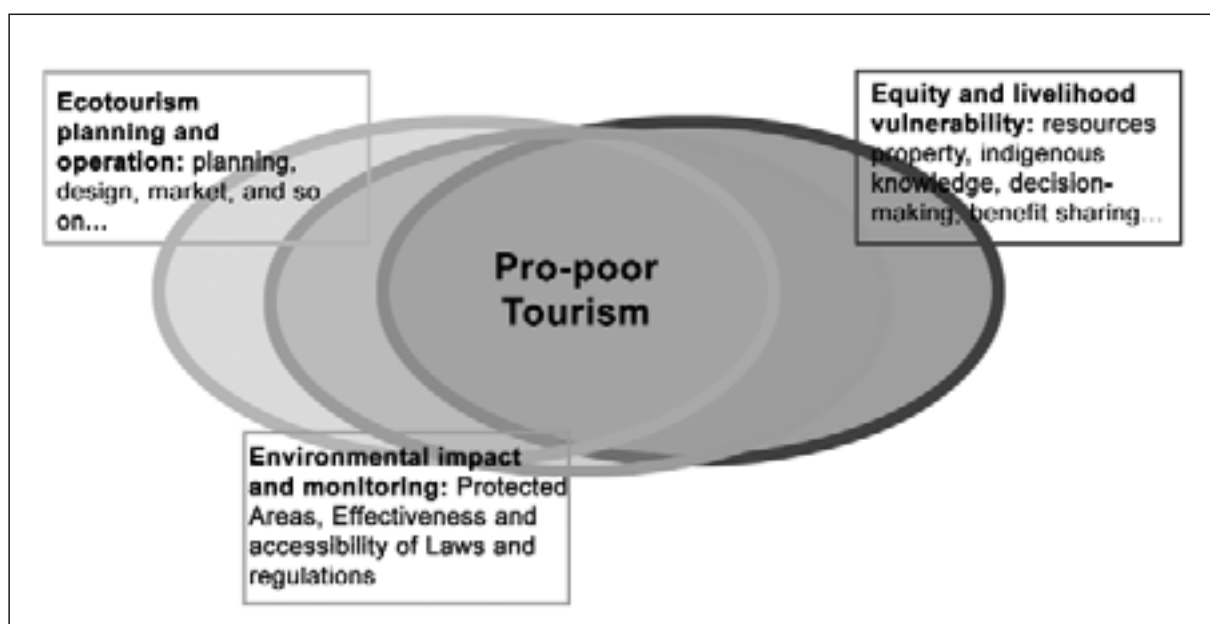 Ecotourism
planning and
operation: planning,
design, market, and so
on...
Equity and livelihood
vulnerability: resources
property, indigenous
knowledge, decision-
making, benefit sharing...
Pro-poor
Tourism
Environmental impact
and monitoring: Protected
Areas, Effectiveness and
accessibility of Laws and
regulations